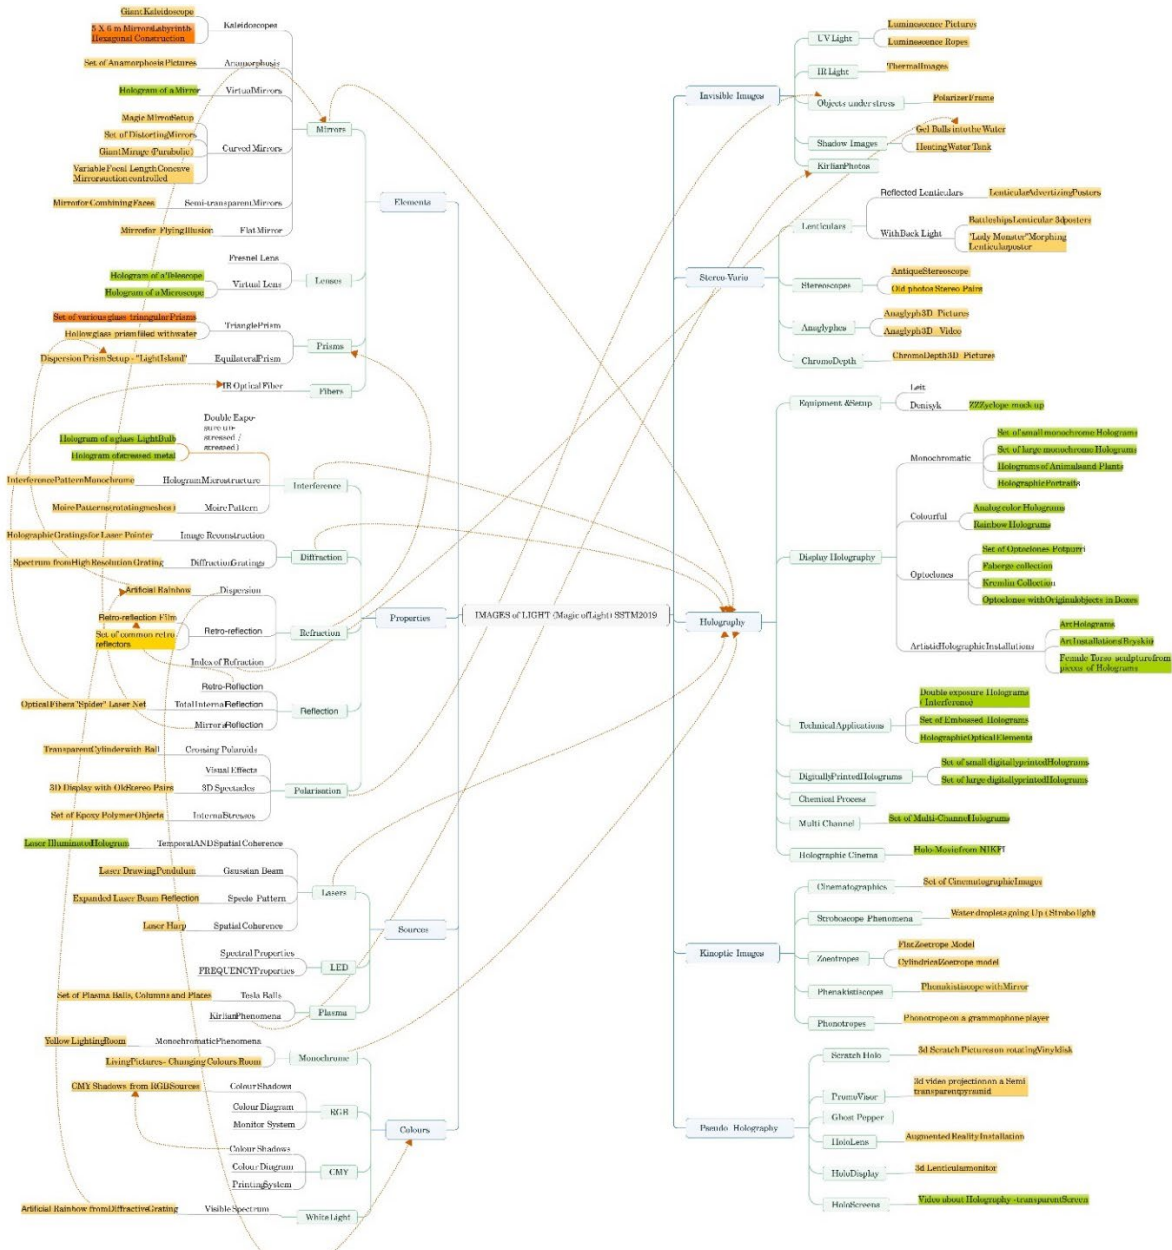 Giant Kaleidoscope
5 X 6 m Mirrors Labyrinth-
Hexagonal Construction
Kaleidoscopes
Set of Anamorphosis Pictures
Anamorphosis
Hologram of a Mirror
Virtual Mirrors
Magic Mirror Setup
Set of Distorting Mirrors
Giant Mirage (Parabolic)
Variable Focal Length Concave
Mirror suction controlled
Curved Mirrors
Mirror for Combining Faces
Semi-transparent Mirrors
Mirror for Flying Illusion
Flat Mirror
Mirrors
Elements
Fresnel Lens
Hologram of a Telescope
Hologram of a Microscope
Virtual Lens
Lenses
Set of various glass triangular Prisms
Hollow glass prism filled with water
Triangle Prism
Dispersion Prism Setup - "Light Island"
Equilateral Prism
Prisms
IR Optical Fiber
Fibers
Double Expo-
sure un-
stressed /
stressed)
Hologram of a glass LightBulb
Hologram of stressed metal
Interference Pattern Monochrome
Hologram Microstructure
Moire Patterns (rotating meshes)
Moire Pattern
Interference
Holographic Gratings for Laser Pointer
Image Reconstruction
Spectrum from High Resolution Grating
Diffraction Gratings
Diffraction
Artificial Rainbow
Dispersion
Retro-reflection Film
Set of common retro-
reflectors
Retro-reflection
Index of Refraction
Refraction
Properties
Retro-Reflection
Optical Fibers "Spider" Laser Net
Total Internal Reflection
Mirrors Reflection
Reflection
Transparent Cylinder with Ball
Crossing Polaroids
Visual Effects
3D Display with Old Stereo Pairs
3D Spectacles
Set of Epoxy Polymer Objects
Internal Stresses
Polarisation
Laser Illuminated Hologram
Temporal AND Spatial Coherence
Laser Drawing Pendulum
Gaussian Beam
Expanded Laser Beam Reflection
Specle Pattern
Laser Harp
Spatial Coherence
Lasers
Sources
Spectral Properties
FREQUENCY Properties
LED
Set of Plasma Balls, Columns and Plates
Tesla Balls
Kirlian Phenomena
Plasma
Yellow Lighting Room
Monochromatic Phenomena
Living Pictures - Changing Colours Room
Monochrome
CMY Shadows from RGB Sources
Colour Shadows
Colour Diagram
Monitor System
RGB
Colours
Colour Shadows
Colour Diagram
Printing System
CMY
Artificial Rainbow from Diffractive Grating
Visible Spectrum
White Light
IMAGES of LIGHT (Magic of Light) SSTM2019
Invisible Images
UV Light
Luminescence Pictures
Luminescence Ropes
IR Light
Thermal Images
Objects under stress
Polarizer Frame
Shadow Images
Gel Balls into the Water
Heating Water Tank
Kirlian Photos
Stereo-Vario
Lenticulars
Reflected Lenticulars
Lenticular Advertizing Posters
With Back Light
Battleships Lenticular 3d posters
"Lady Monster" Morphing
Lenticular poster
Stereoscopes
Antique Stereoscope
Old photos Stereo Pairs
Anaglyphes
Anaglyph 3D Pictures
Anaglyph 3D Video
ChromoDepth
ChromoDepth 3D Pictures
Holography
Equipment & Setup
Leit
Denisyk
ZZZyclope mock up
Display Holography
Monochromatic
Set of small monochrome Holograms
Set of large monochrome Holograms
Holograms of Animals and Plants
Holographic Portraits
Colourful
Analog color Holograms
Rainbow Holograms
Optoclones
Set of Optoclones Potpurri
Faberge collection
Kremlin Collection
Optoclones with Original objects in Boxes
Artistic Holographic Installations
Art Holograms
Art Installations Bryskin
Female Torso sculpture from
pieces of Holograms
Technical Applications
Double exposure Holograms
(Interference)
Set of Embossed Holograms
Holographic Optical Elements
Digitally Printed Holograms
Set of small digitally printed Holograms
Set of large digitally printed Holograms
Chemical Process
Multi Channel
Set of Multi-Channel Holograms
Holographic Cinema
Holo-Movie from NIKFI
Kinoptic Images
Cinematographics
Set of Cinematographic Images
Stroboscope Phenomena
Water droplets going Up (Strobo light)
Zoetropes
Flat Zoetrope Model
Cylindrical Zoetrope model
Phenakistiscopes
Phonakistiscope with Mirror
Phonotropes
Phonotrope on a grammophone player
Pseudo Holography
Scratch Holo
3d Scratch Pictures on rotating Vinyl disk
PromoVisor
3d video projection on a Semi
transparent pyramid
Ghost Pepper
HoloLens
Augmented Reality Installation
HoloDisplay
3d Lenticular monitor
HoloScreens
Video about Holography - transparent Screen